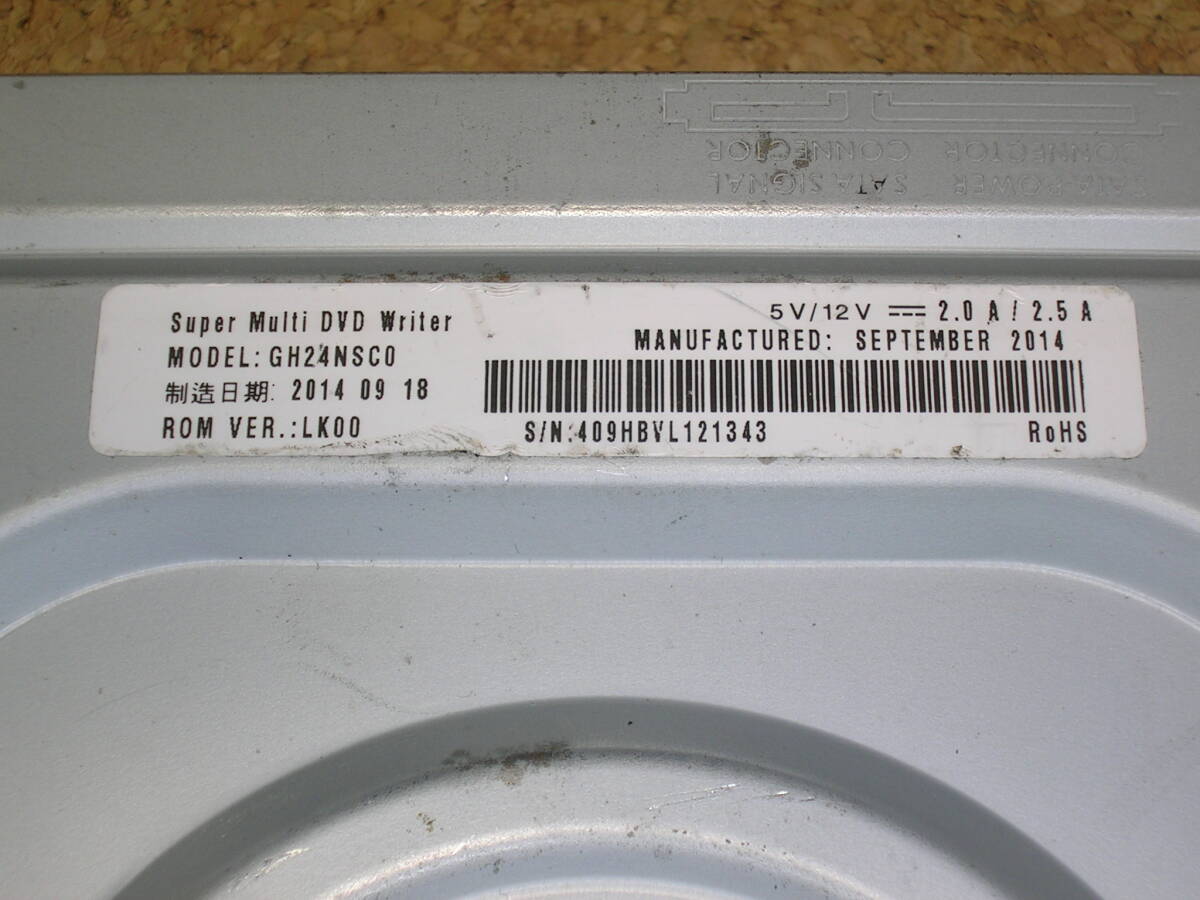 SATA POWER CONNECTOR
SATA SIGNAL CONNECTOR
Super Multi DVD Writer
5V/12V ⎓ 2.0 A / 2.5 A
MODEL:GH24NSC0
MANUFACTURED: SEPTEMBER 2014
制造日期: 2014 09 18
ROM VER.:LK00
S/N:409HBVL121343
RoHS